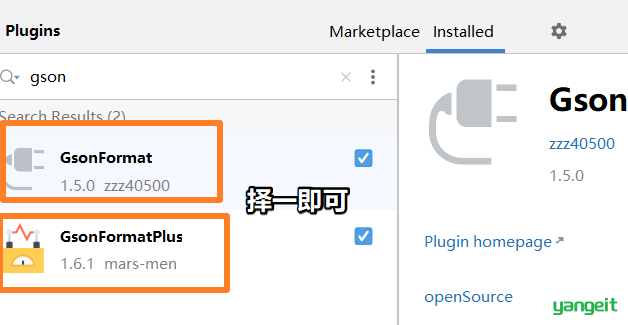 Plugins
Marketplace
Installed
gson
Search Results (2)
GsonFormat
1.5.0 zzz40500
择一即可
GsonFormatPlus
1.6.1 mars-men
Gson
zzz40500
1.5.0
Plugin homepage
openSource
yangeit